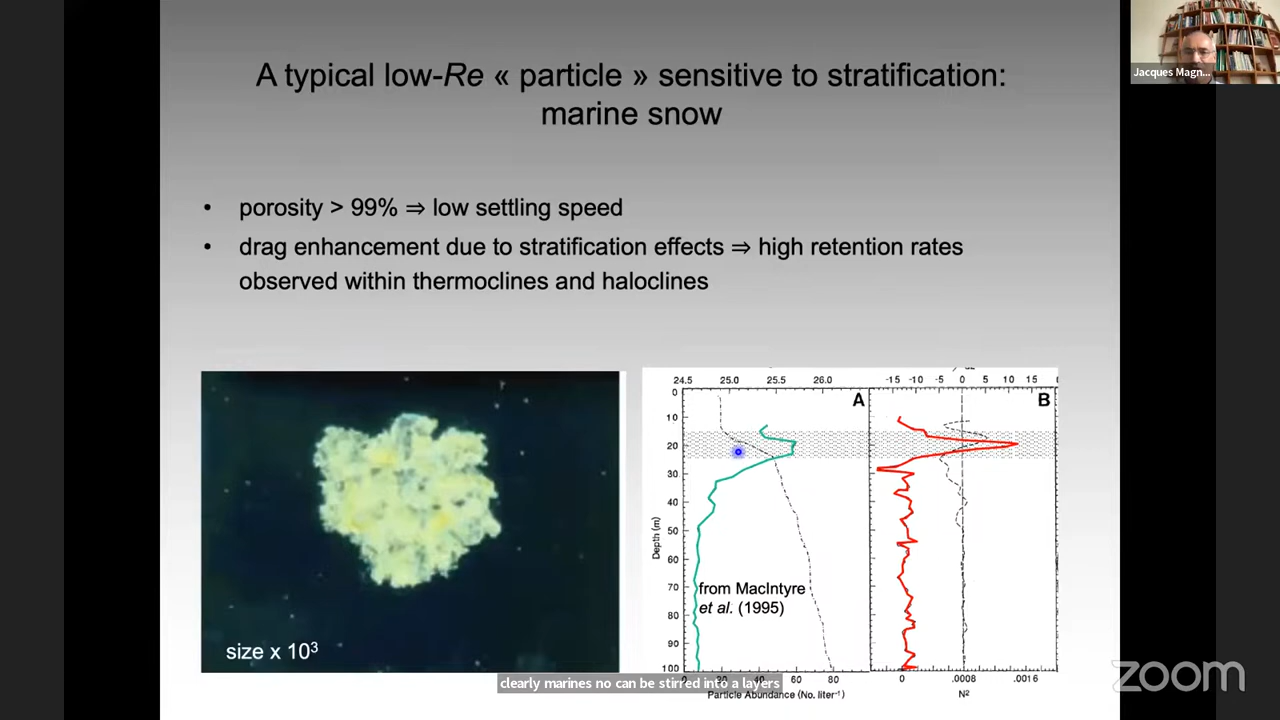 A typical low-Re « particle » sensitive to stratification:
marine snow
Jacques Magn...
• porosity > 99% ⇒ low settling speed
• drag enhancement due to stratification effects ⇒ high retention rates
observed within thermoclines and haloclines
size x 10³
24.5 25.0 25.5 26.0
-15 -10 -5 0 5 10 15
A
B
0
10
20
30
40
50
60
70
80
90
100
Depth (m)
from MacIntyre
et al. (1995)
0 20 40 60 80
0 .0008 .0016
Particle Abundance (No. liter⁻¹)
N²
clearly marines no can be stirred into a layers
zoom